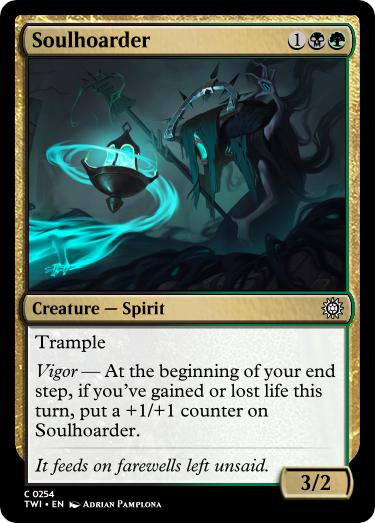 Soulhoarder 1
Creature — Spirit
Trample
Vigor — At the beginning of your end
step, if you've gained or lost life this
turn, put a +1/+1 counter on
Soulhoarder.
It feeds on farewells left unsaid.
3/2
C 0254
TWI • EN Adrian Pamplona